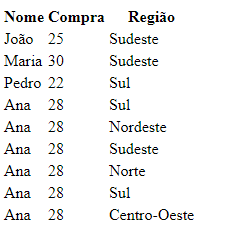 Nome Compra Região
João 25 Sudeste
Maria 30 Sudeste
Pedro 22 Sul
Ana 28 Sul
Ana 28 Nordeste
Ana 28 Sudeste
Ana 28 Norte
Ana 28 Sul
Ana 28 Centro-Oeste